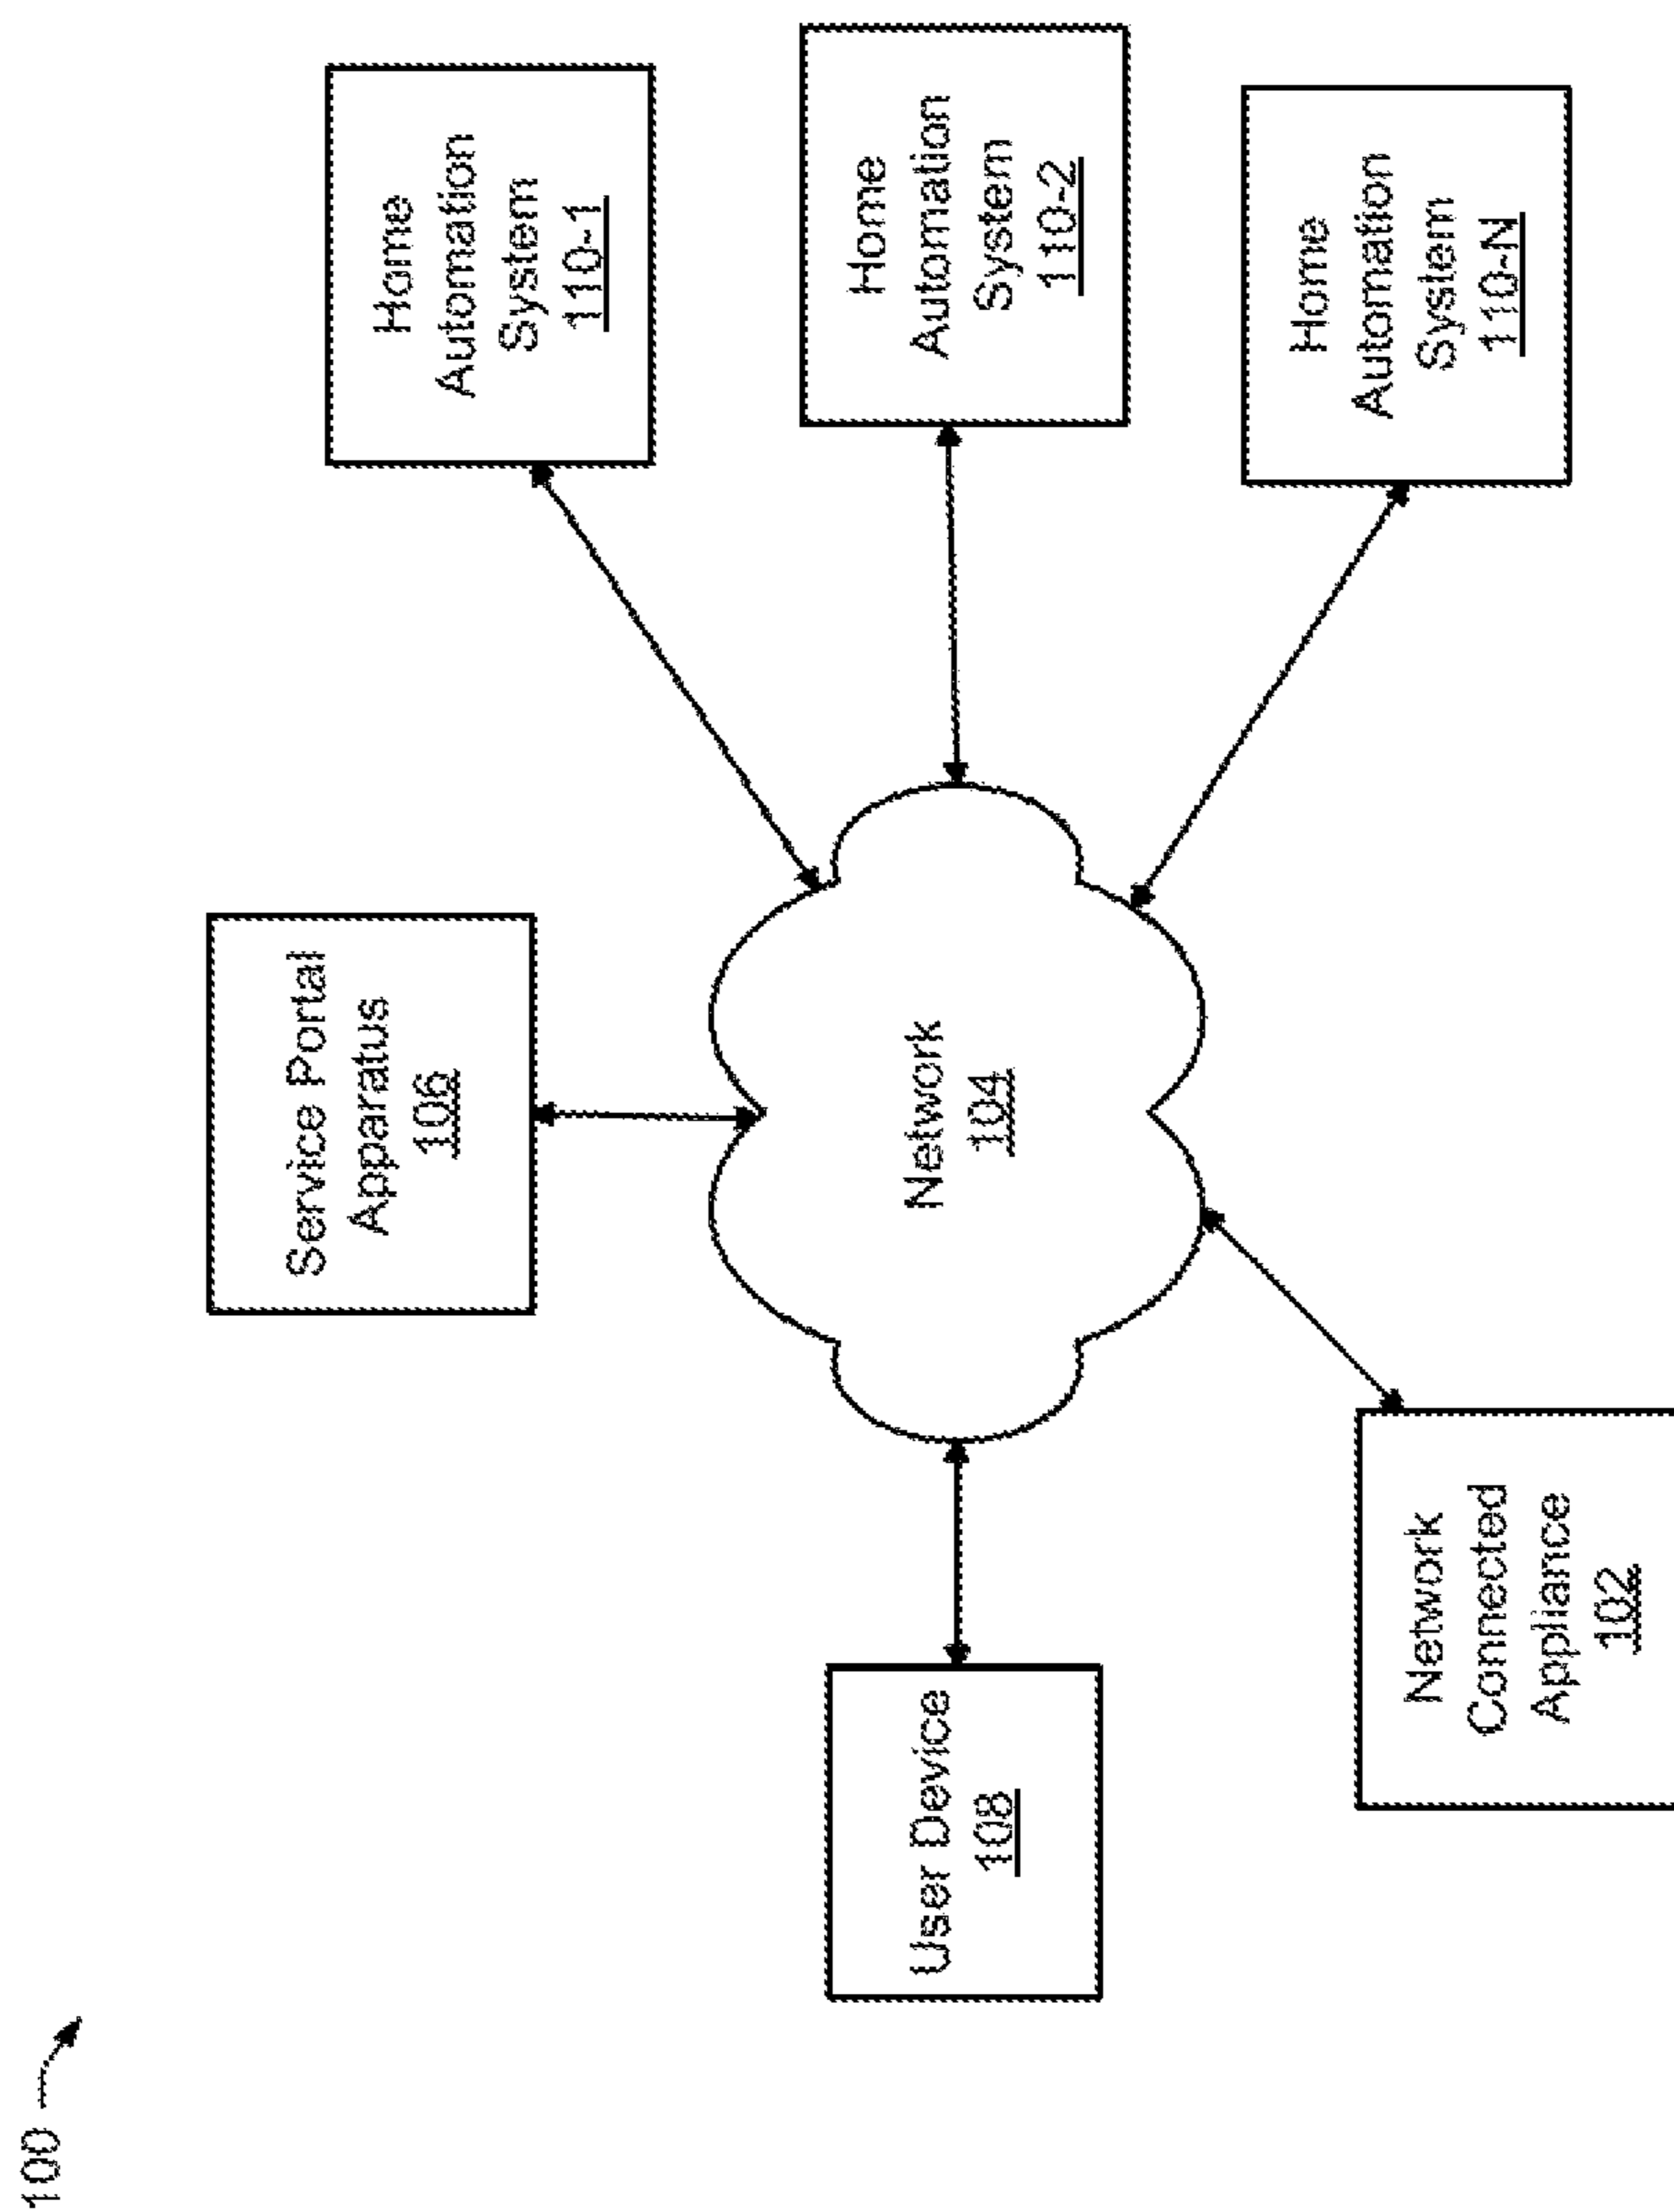 100
Service Portal
Apparatus
106
Home
Automation
System
110-1
User Device
108
Network
104
Home
Automation
System
110-2
Network
Connected
Appliance
102
Home
Automation
System
110-N